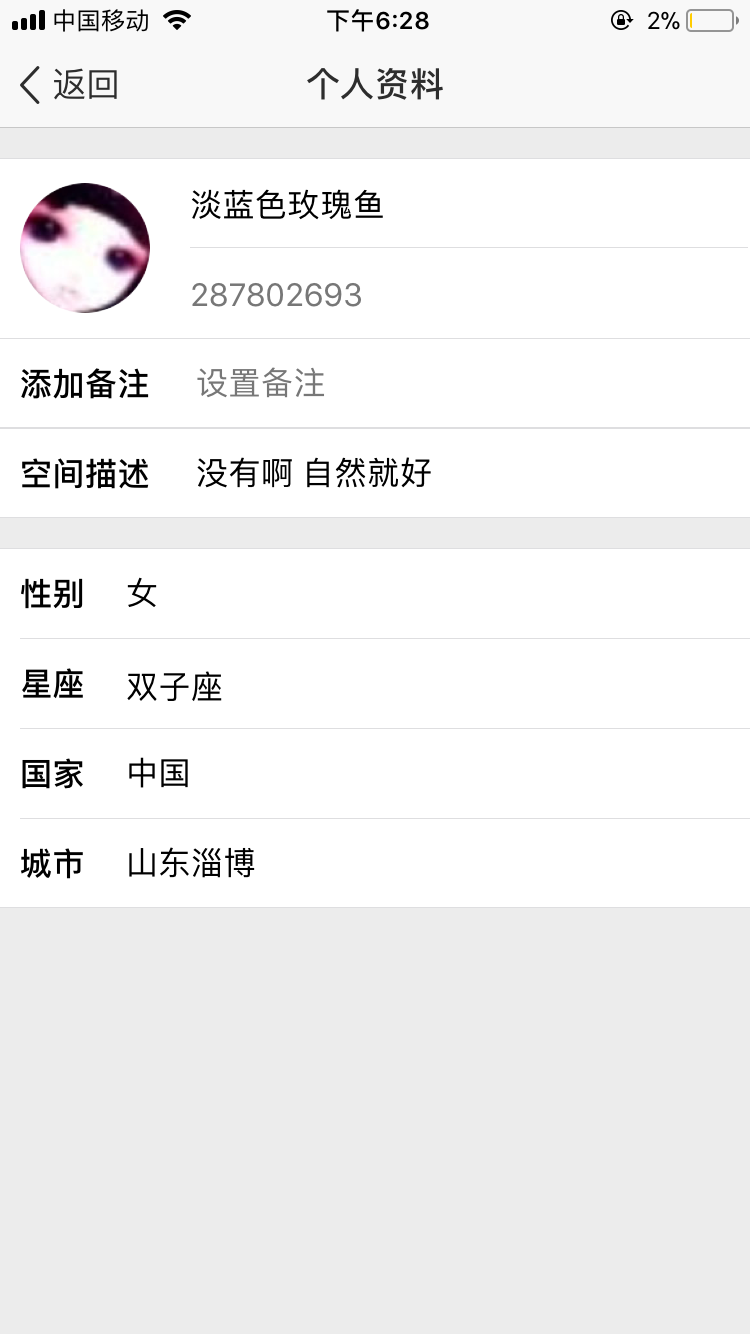 中国移动 下午6:28 2%
返回 个人资料
淡蓝色玫瑰鱼
287802693
添加备注 设置备注
空间描述 没有啊 自然就好
性别 女
星座 双子座
国家 中国
城市 山东淄博